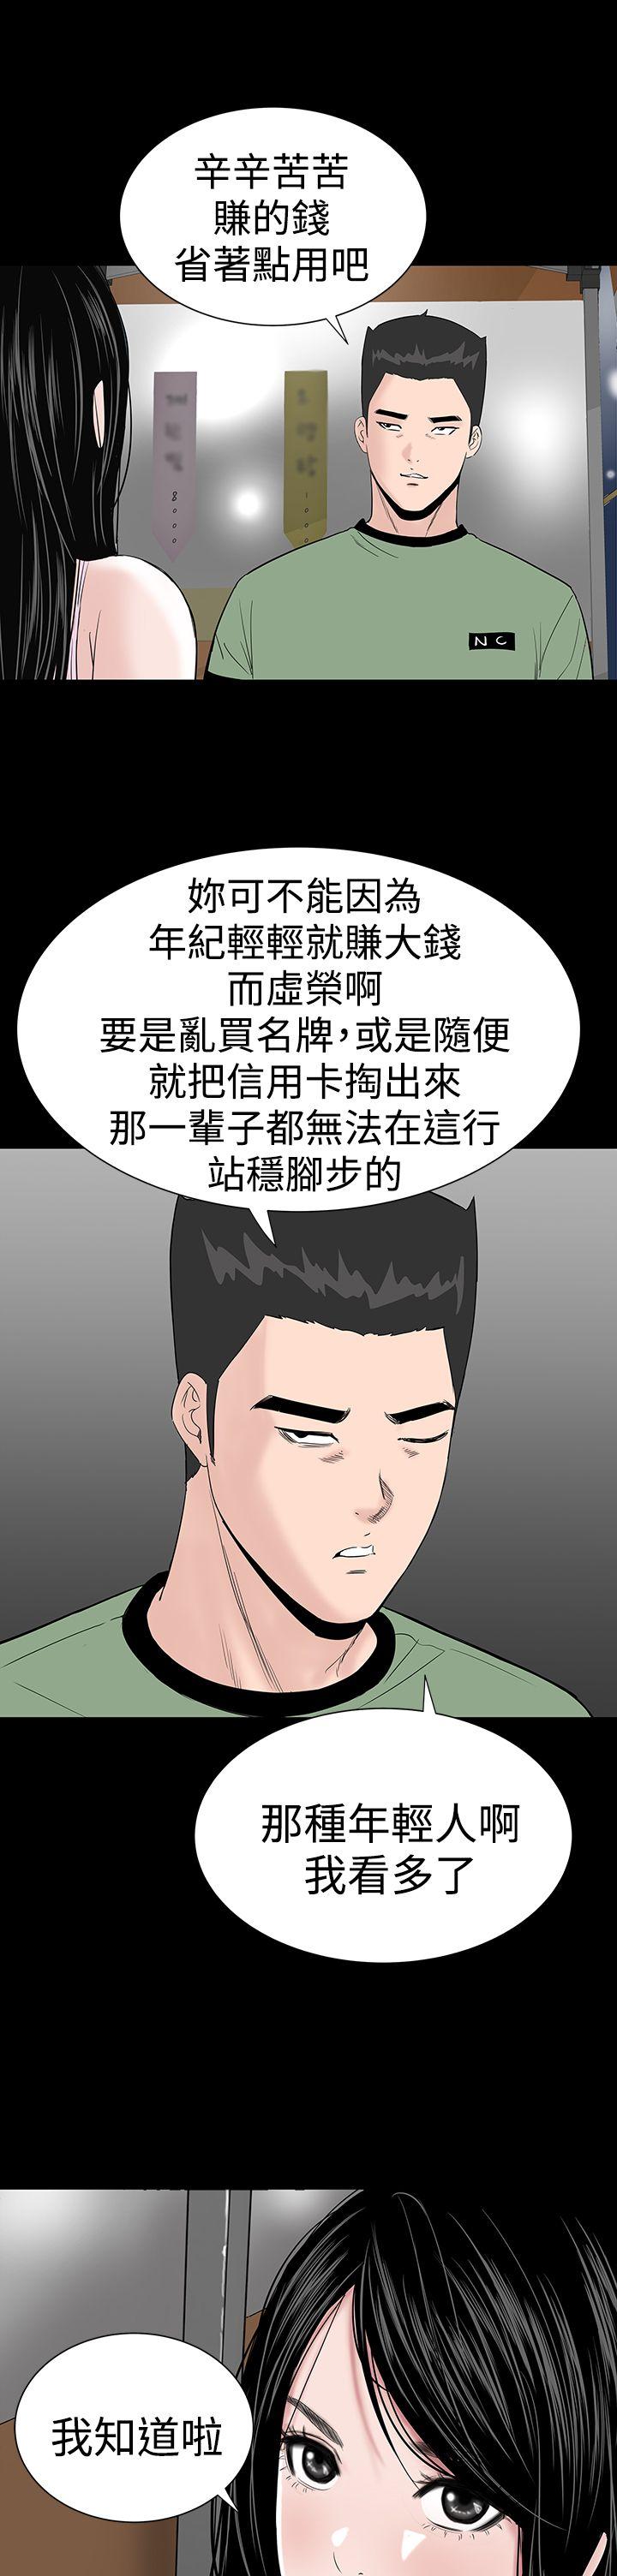 辛辛苦苦
賺的錢
省著點用吧
N C
妳可不能因為
年紀輕輕就賺大錢
而虛榮啊
要是亂買名牌，或是隨便
就把信用卡掏出來
那一輩子都無法在這行
站穩腳步的
那種年輕人啊
我看多了
我知道啦